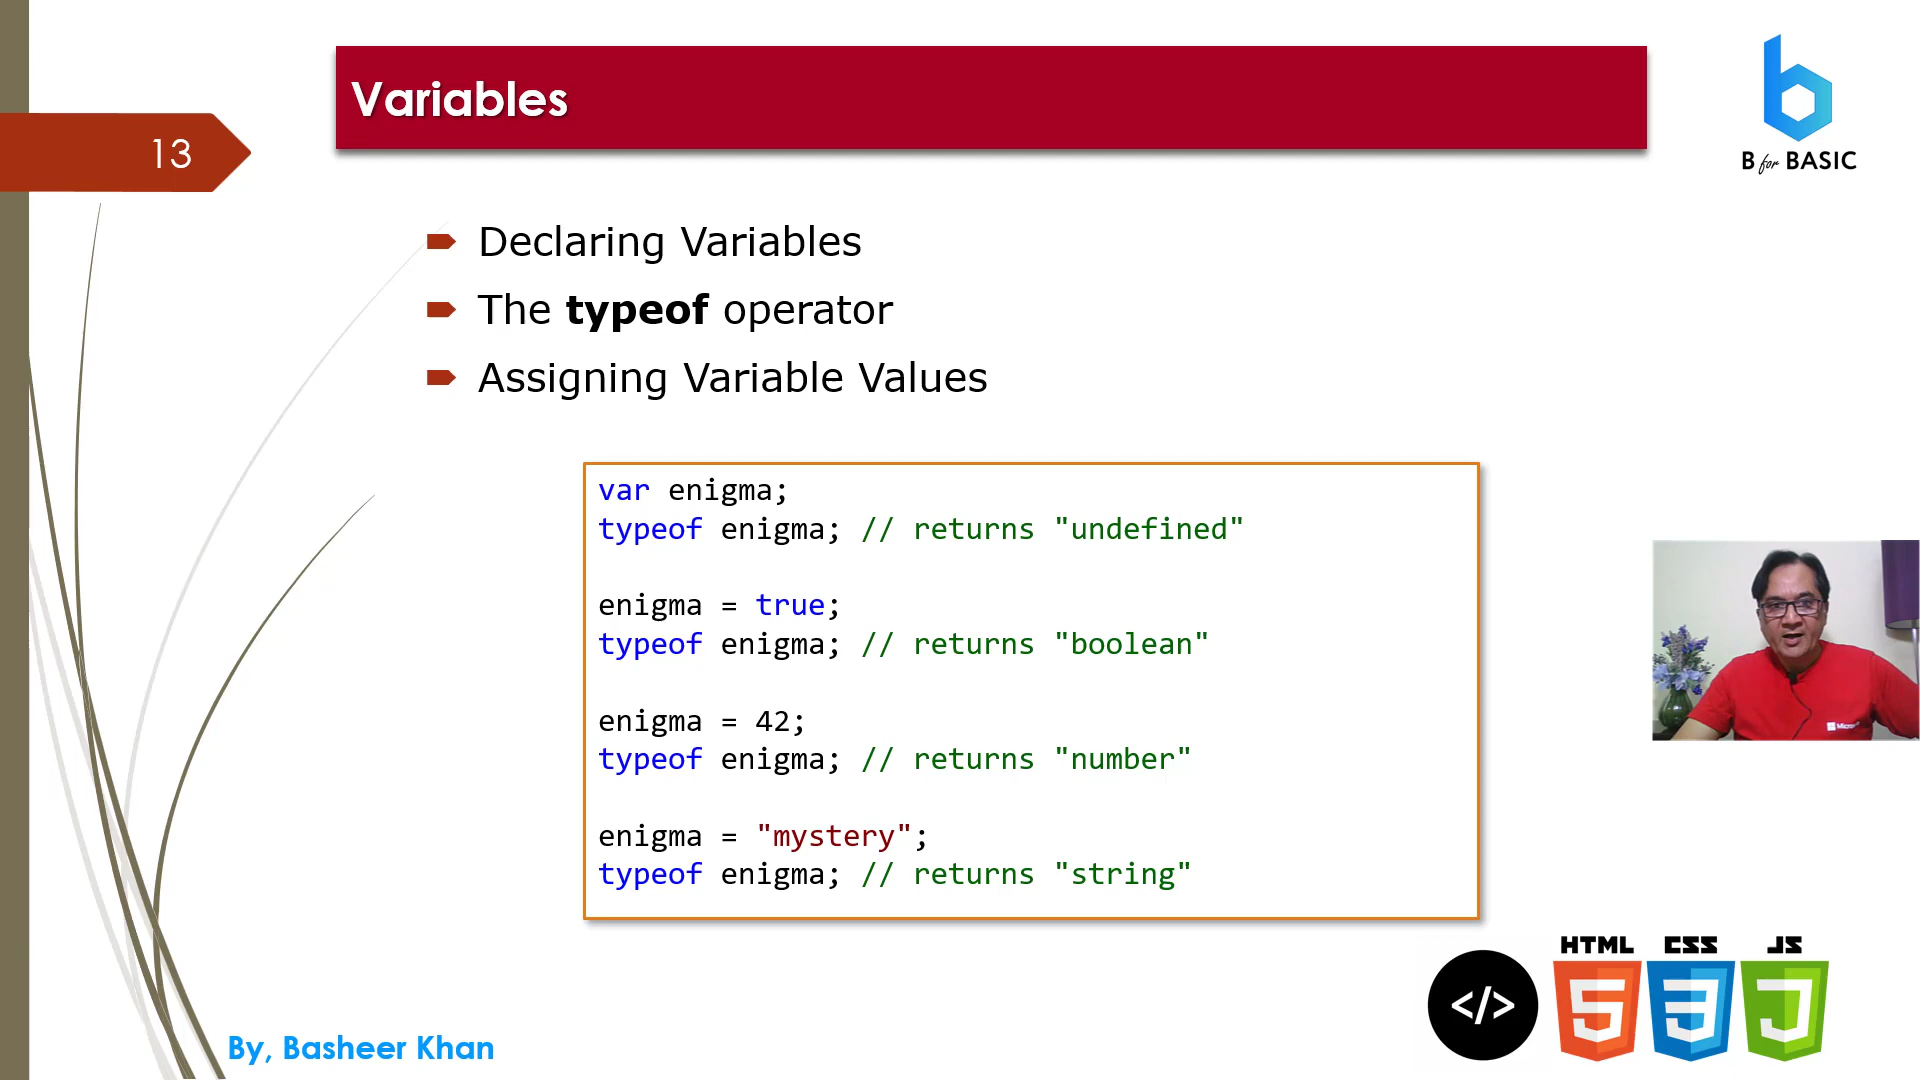 Variables
13
B for BASIC
Declaring Variables
The typeof operator
Assigning Variable Values
var enigma;
typeof enigma; // returns "undefined"
enigma = true;
typeof enigma; // returns "boolean"
enigma = 42;
typeof enigma; // returns "number"
enigma = "mystery";
typeof enigma; // returns "string"
</>
HTML CSS JS
By, Basheer Khan